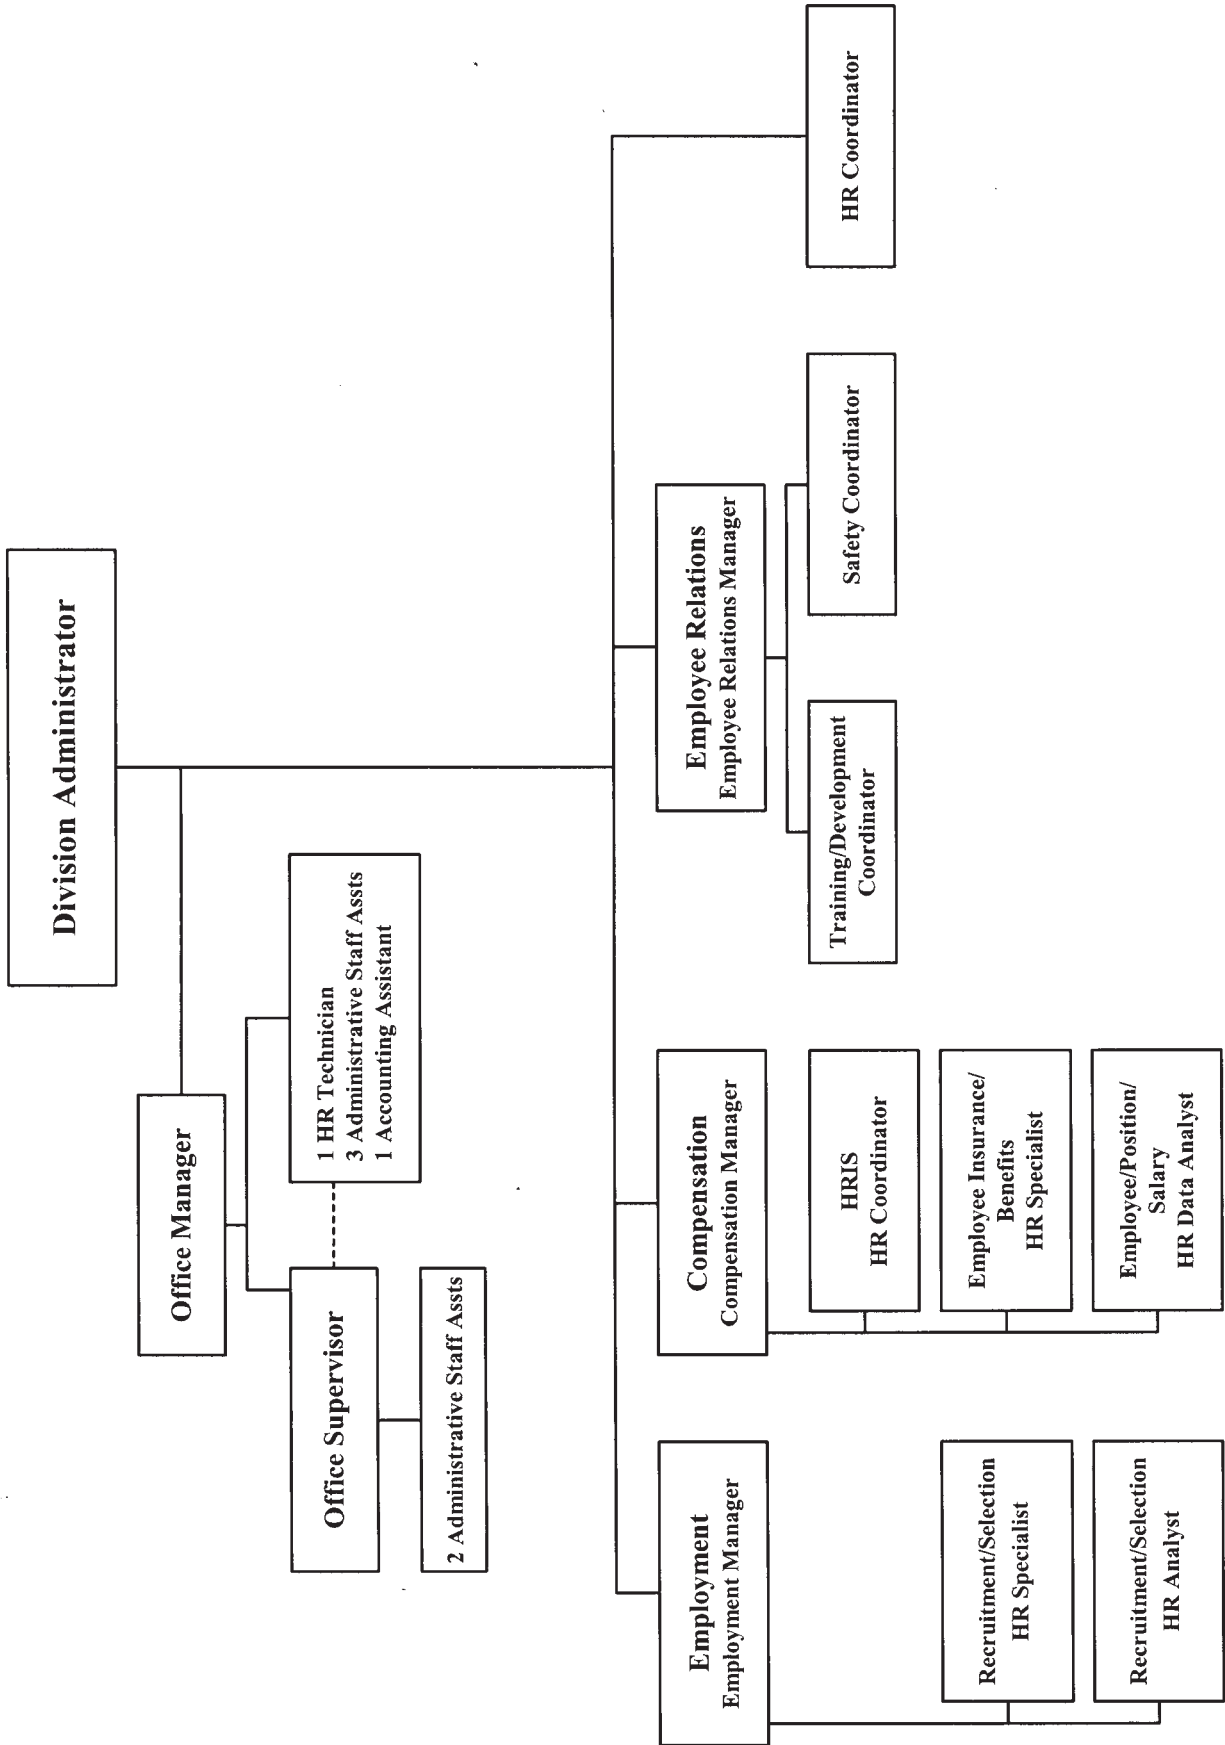 Division Administrator
Office Manager
Office Supervisor
1 HR Technician
3 Administrative Staff Assts
1 Accounting Assistant
2 Administrative Staff Assts
Employment
Employment Manager
Compensation
Compensation Manager
Employee Relations
Employee Relations Manager
HRIS
HR Coordinator
Training/Development
Coordinator
Safety Coordinator
HR Coordinator
Recruitment/Selection
HR Specialist
Employee Insurance/
Benefits
HR Specialist
Recruitment/Selection
HR Analyst
Employee/Position/
Salary
HR Data Analyst